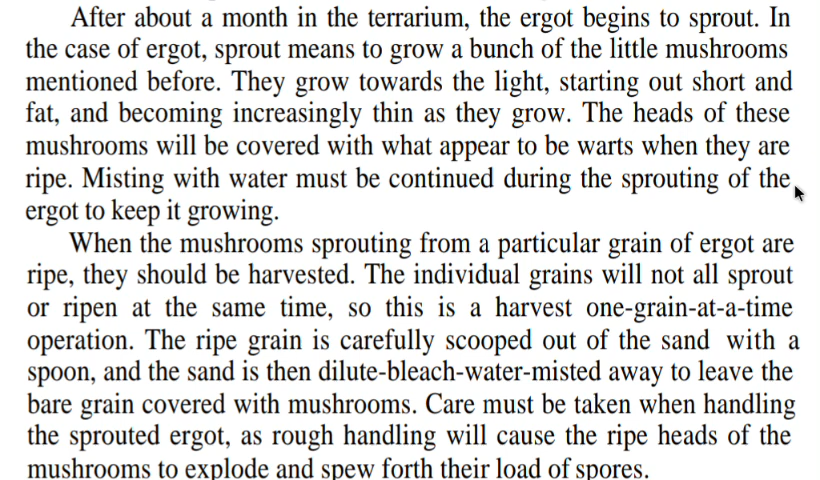 After about a month in the terrarium, the ergot begins to sprout. In
the case of ergot, sprout means to grow a bunch of the little mushrooms
mentioned before. They grow towards the light, starting out short and
fat, and becoming increasingly thin as they grow. The heads of these
mushrooms will be covered with what appear to be warts when they are
ripe. Misting with water must be continued during the sprouting of the
ergot to keep it growing.
When the mushrooms sprouting from a particular grain of ergot are
ripe, they should be harvested. The individual grains will not all sprout
or ripen at the same time, so this is a harvest one-grain-at-a-time
operation. The ripe grain is carefully scooped out of the sand with a
spoon, and the sand is then dilute-bleach-water-misted away to leave the
bare grain covered with mushrooms. Care must be taken when handling
the sprouted ergot, as rough handling will cause the ripe heads of the
mushrooms to explode and spew forth their load of spores.